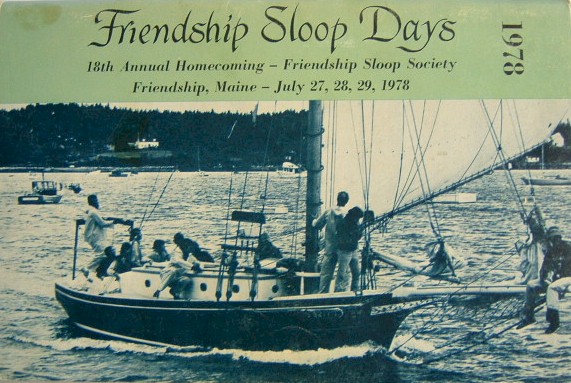 Friendship Sloop Days
18th Annual Homecoming – Friendship Sloop Society
Friendship, Maine – July 27, 28, 29, 1978
1978